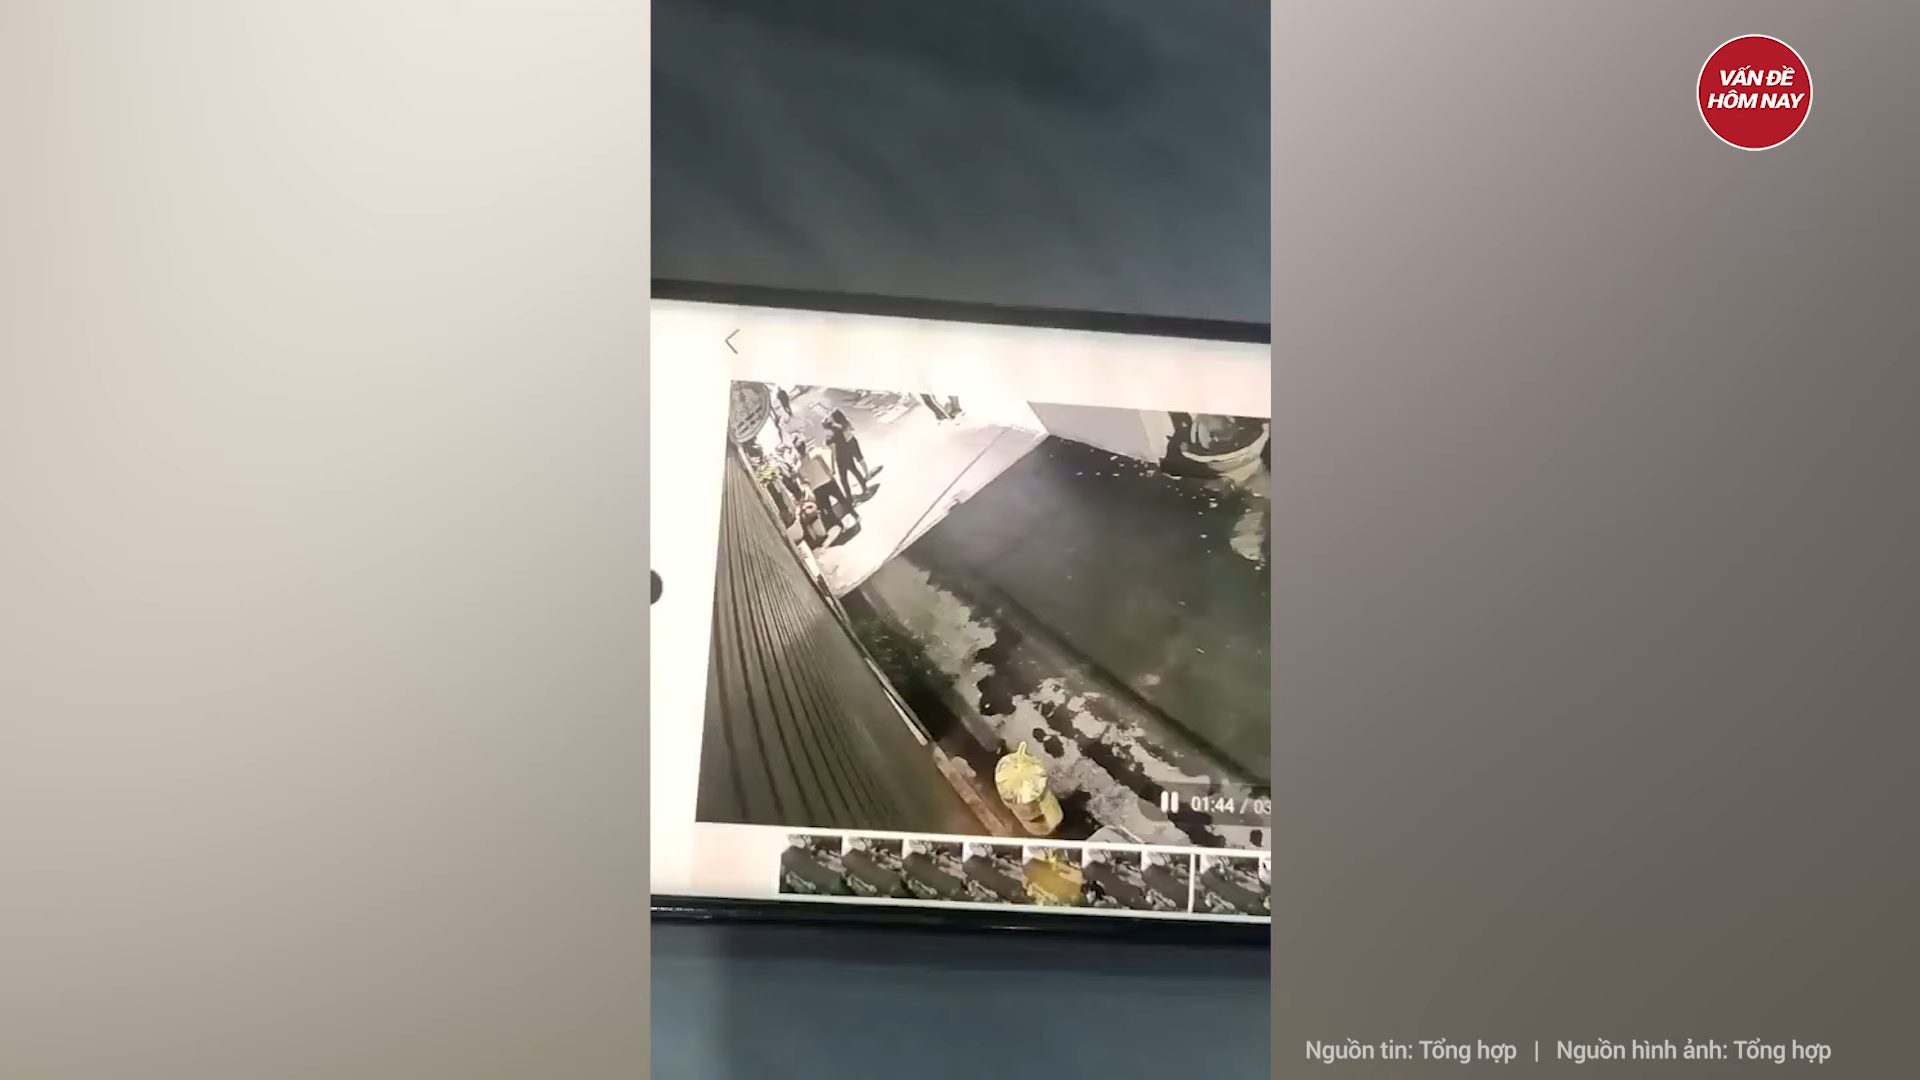 VẤN ĐỀ
HÔM NAY
01:44 / 03
Nguồn tin: Tổng hợp | Nguồn hình ảnh: Tổng hợp